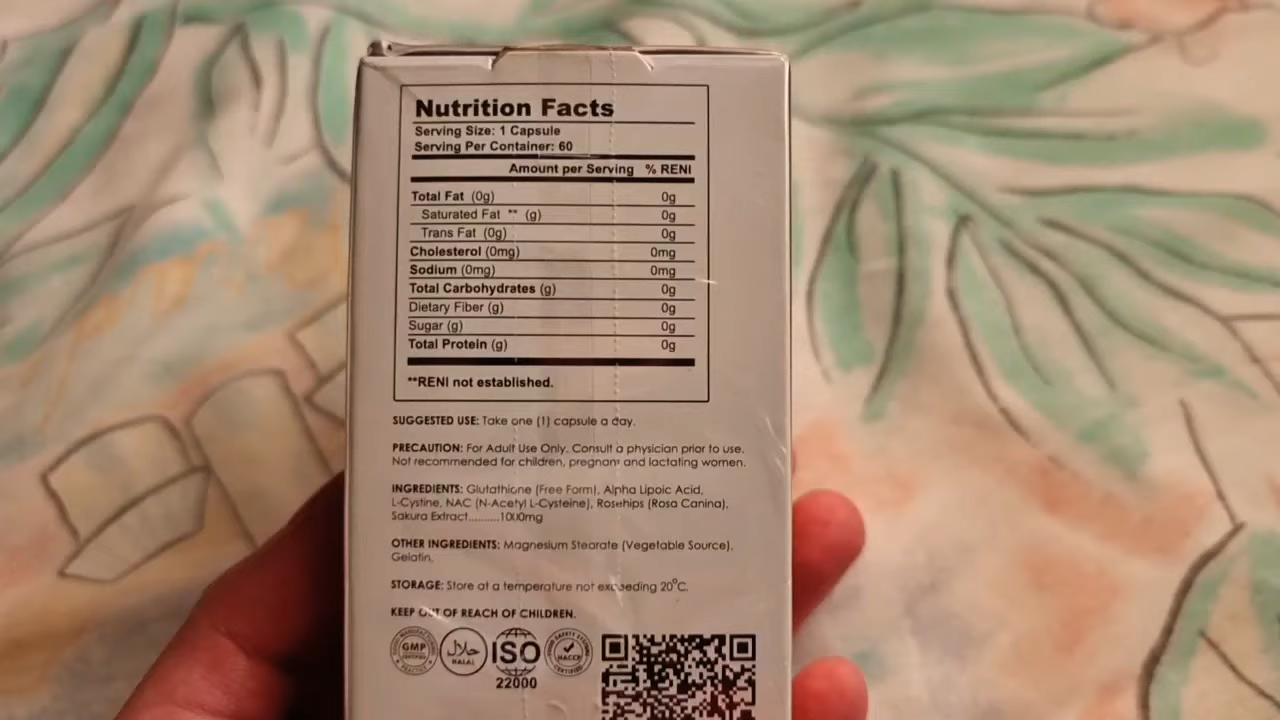 Nutrition Facts
Serving Size: 1 Capsule
Serving Per Container: 60
Amount per Serving % RENI
Total Fat (0g) 0g
Saturated Fat ** (g) 0g
Trans Fat (0g) 0g
Cholesterol (0mg) 0mg
Sodium (0mg) 0mg
Total Carbohydrates (g) 0g
Dietary Fiber (g) 0g
Sugar (g) 0g
Total Protein (g) 0g
**RENI not established.
SUGGESTED USE: Take one (1) capsule a day.
PRECAUTION: For Adult Use Only. Consult a physician prior to use.
Not recommended for children, pregnant and lactating women.
INGREDIENTS: Glutathione (Free Form), Alpha Lipoic Acid,
L-Cystine, NAC (N-Acetyl L-Cysteine), Rosehips (Rosa Canina),
Sakura Extract..........1000mg
OTHER INGREDIENTS: Magnesium Stearate (Vegetable Source),
Gelatin.
STORAGE: Store at a temperature not exceeding 20°C.
KEEP OUT OF REACH OF CHILDREN.
GMP
حلال
HALAL
ISO
22000
HACCP
CERTIFIED